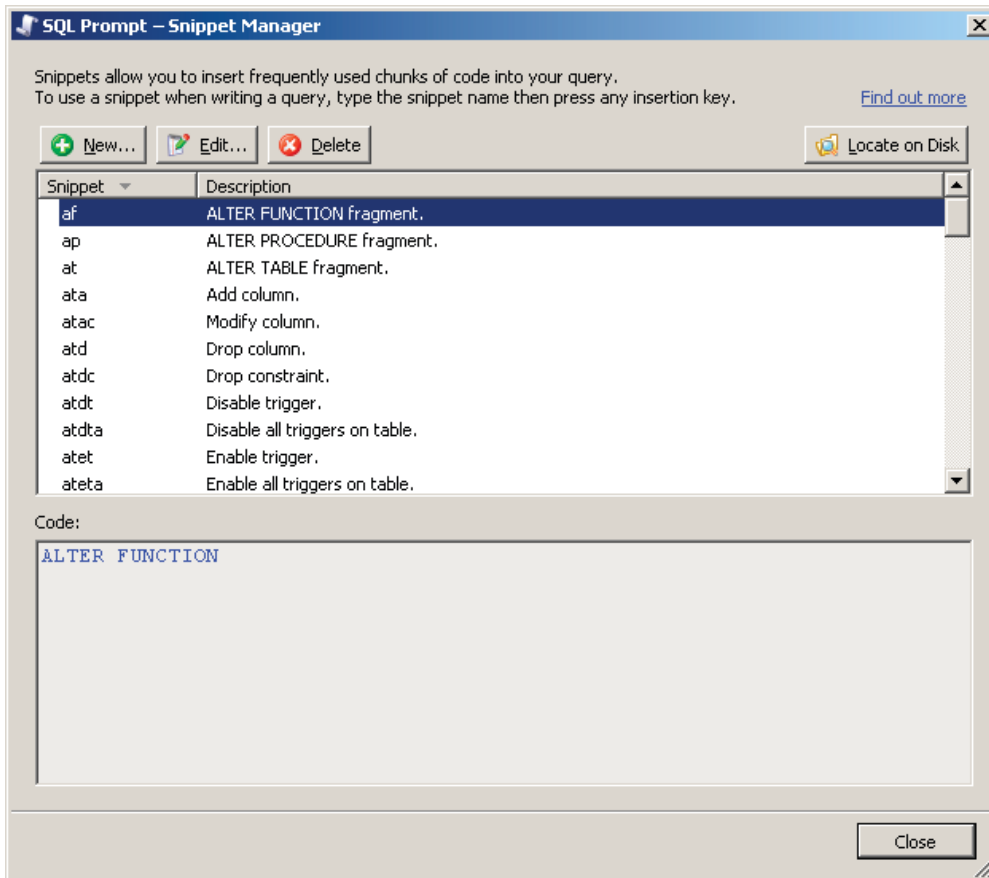 SQL Prompt – Snippet Manager
Snippets allow you to insert frequently used chunks of code into your query.
To use a snippet when writing a query, type the snippet name then press any insertion key. Find out more
New... Edit... Delete Locate on Disk
Snippet Description
af ALTER FUNCTION fragment.
ap ALTER PROCEDURE fragment.
at ALTER TABLE fragment.
ata Add column.
atac Modify column.
atd Drop column.
atdc Drop constraint.
atdt Disable trigger.
atdta Disable all triggers on table.
atet Enable trigger.
ateta Enable all triggers on table.
Code:
ALTER FUNCTION
Close